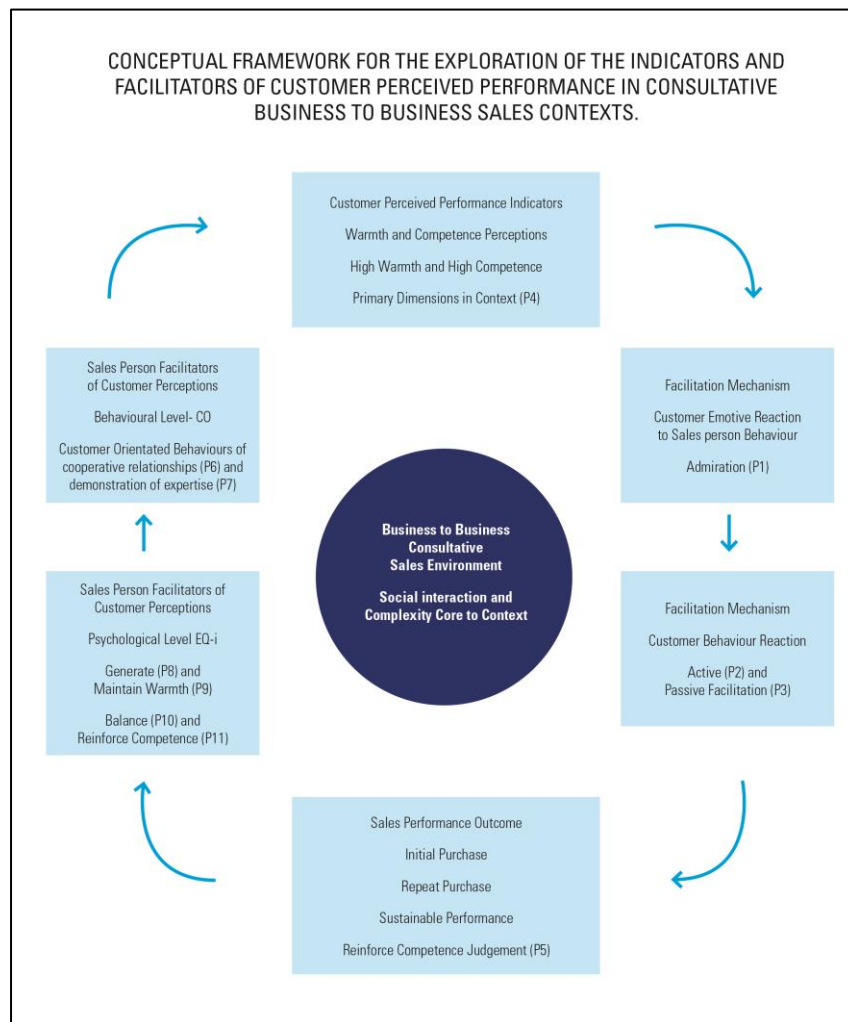 CONCEPTUAL FRAMEWORK FOR THE EXPLORATION OF THE INDICATORS AND
FACILITATORS OF CUSTOMER PERCEIVED PERFORMANCE IN CONSULTATIVE
BUSINESS TO BUSINESS SALES CONTEXTS.
Customer Perceived Performance Indicators
Warmth and Competence Perceptions
High Warmth and High Competence
Primary Dimensions in Context (P4)
Facilitation Mechanism
Customer Emotive Reaction
to Sales person Behaviour
Admiration (P1)
Facilitation Mechanism
Customer Behaviour Reaction
Active (P2) and
Passive Facilitation (P3)
Sales Performance Outcome
Initial Purchase
Repeat Purchase
Sustainable Performance
Reinforce Competence Judgement (P5)
Sales Person Facilitators of
Customer Perceptions
Psychological Level EQ-i
Generate (P8) and
Maintain Warmth (P9)
Balance (P10) and
Reinforce Competence (P11)
Sales Person Facilitators
of Customer Perceptions
Behavioural Level- CO
Customer Orientated Behaviours of
cooperative relationships (P6) and
demonstration of expertise (P7)
Business to Business
Consultative
Sales Environment
Social interaction and
Complexity Core to Context